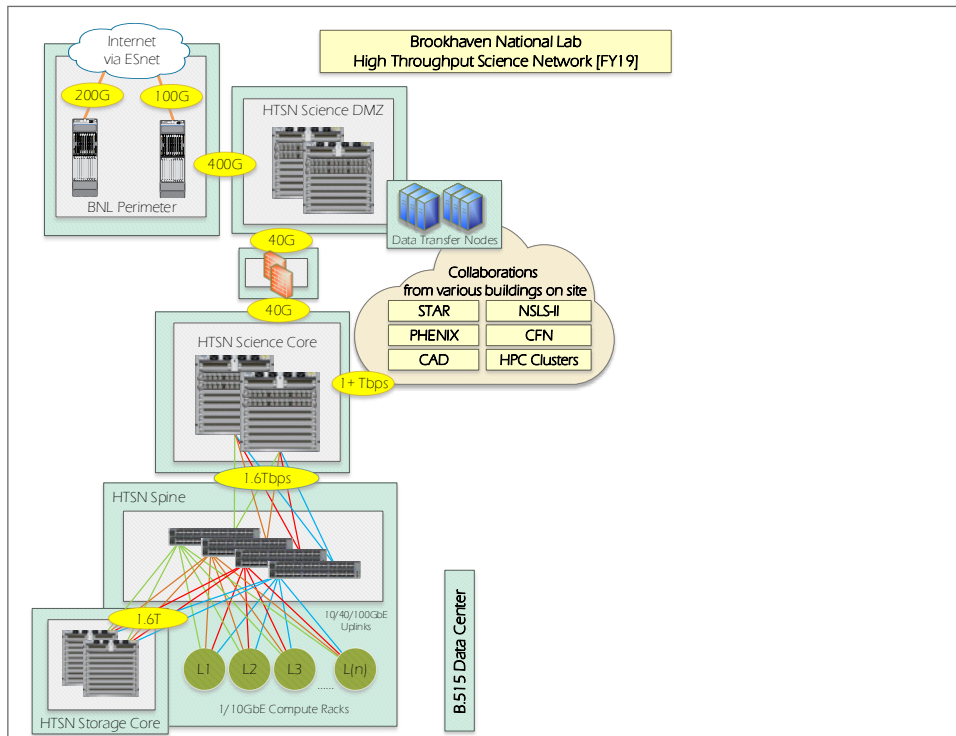 Internet
via ESnet
Brookhaven National Lab
High Throughput Science Network [FY19]
200G
100G
HTSN Science DMZ
400G
BNL Perimeter
Data Transfer Nodes
40G
Collaborations
from various buildings on site
40G
STAR
NSLS-II
PHENIX
CFN
CAD
HPC Clusters
HTSN Science Core
1+ Tbps
1.6Tbps
HTSN Spine
10/40/100GbE
Uplinks
1.6T
L1
L2
L3
......
L(n)
1/10GbE Compute Racks
HTSN Storage Core
B.515 Data Center